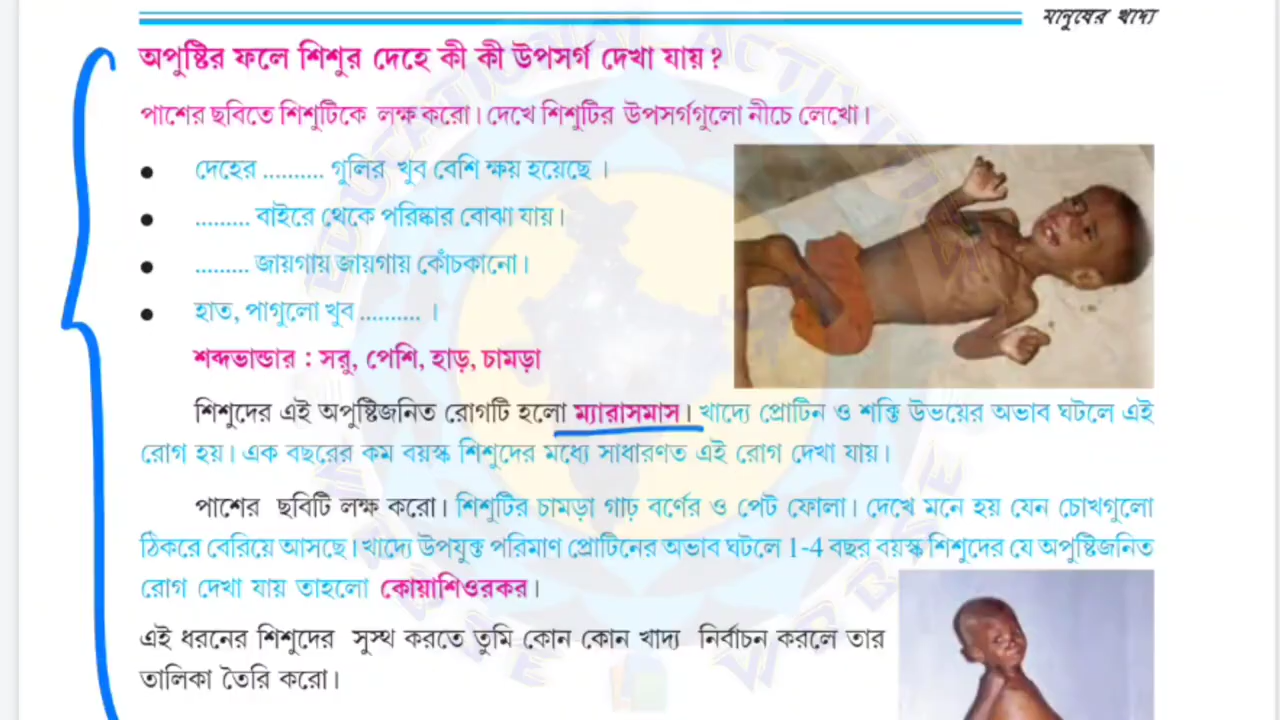 মানুষের খাদ্য
অপুষ্টির ফলে শিশুর দেহে কী কী উপসর্গ দেখা যায় ?
পাশের ছবিতে শিশুটিকে লক্ষ করো। দেখে শিশুটির উপসর্গগুলো নীচে লেখো।
● দেহের .......... গুলির খুব বেশি ক্ষয় হয়েছে ।
● ......... বাইরে থেকে পরিষ্কার বোঝা যায়।
● ......... জায়গায় জায়গায় কোঁচকানো।
● হাত, পাগুলো খুব .......... ।
শব্দভান্ডার : সরু, পেশি, হাড়, চামড়া
শিশুদের এই অপুষ্টিজনিত রোগটি হলো ম্যারাসমাস। খাদ্যে প্রোটিন ও শক্তি উভয়ের অভাব ঘটলে এই
রোগ হয়। এক বছরের কম বয়স্ক শিশুদের মধ্যে সাধারণত এই রোগ দেখা যায়।
পাশের ছবিটি লক্ষ করো। শিশুটির চামড়া গাঢ় বর্ণের ও পেট ফোলা। দেখে মনে হয় যেন চোখগুলো
ঠিকরে বেরিয়ে আসছে। খাদ্যে উপযুক্ত পরিমাণ প্রোটিনের অভাব ঘটলে 1-4 বছর বয়স্ক শিশুদের যে অপুষ্টিজনিত
রোগ দেখা যায় তাহলো কোয়াশিওরকর।
এই ধরনের শিশুদের সুস্থ করতে তুমি কোন কোন খাদ্য নির্বাচন করলে তার
তালিকা তৈরি করো।